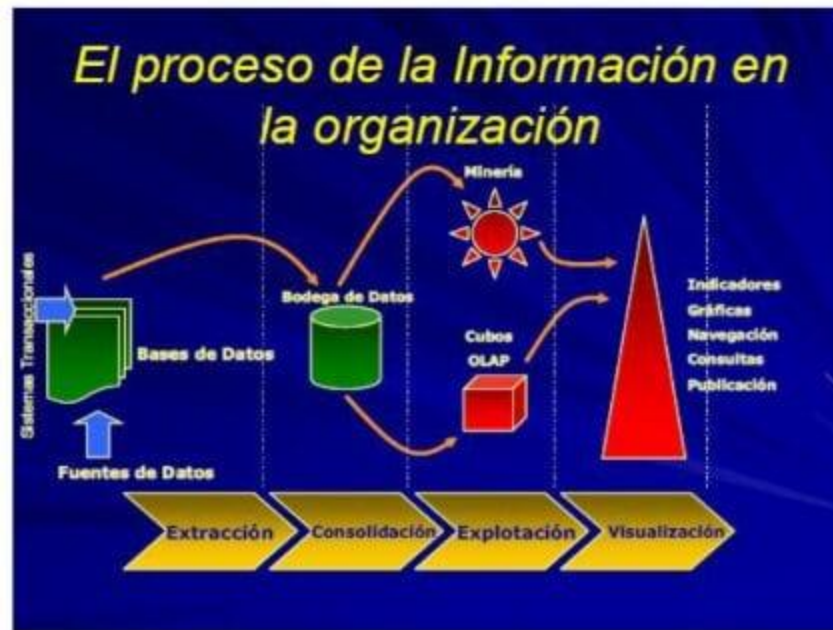 El proceso de la Información en
la organización
Minería
Sistemas Transaccionales
Bodega de Datos
Bases de Datos
Cubos
OLAP
Indicadores
Gráficas
Navegación
Consultas
Publicación
Fuentes de Datos
Extracción
Consolidación
Explotación
Visualización